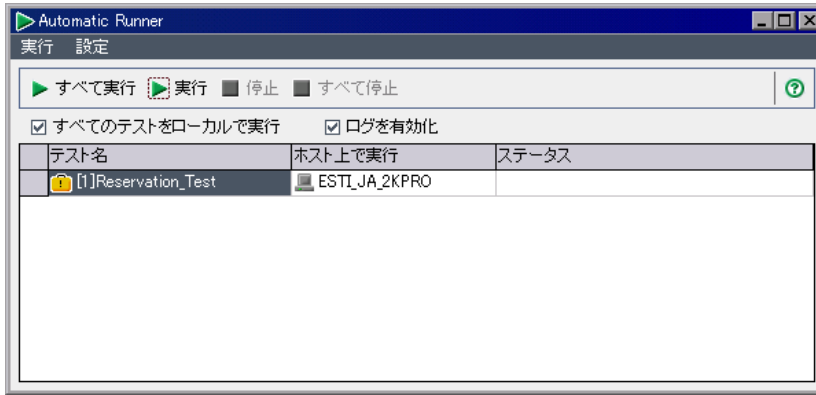 Automatic Runner
実行 設定
すべて実行 実行 停止 すべて停止
すべてのテストをローカルで実行 ログを有効化
テスト名 ホスト上で実行 ステータス
[1]Reservation_Test ESTI_JA_2KPRO